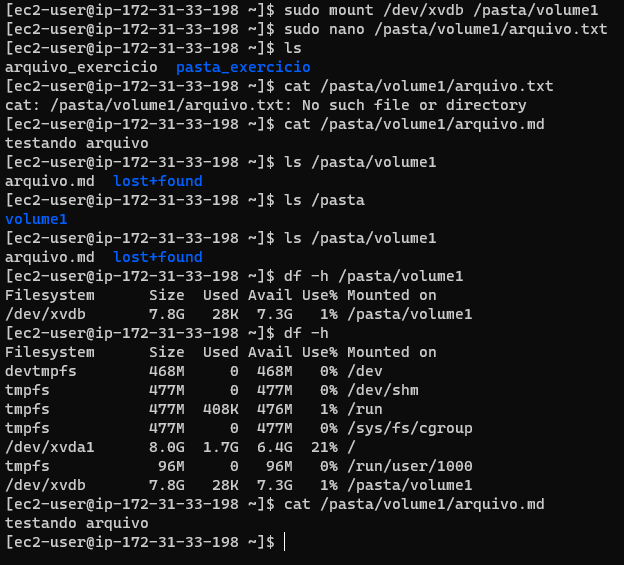 [ec2-user@ip-172-31-33-198 ~]$ sudo mount /dev/xvdb /pasta/volume1
[ec2-user@ip-172-31-33-198 ~]$ sudo nano /pasta/volume1/arquivo.txt
[ec2-user@ip-172-31-33-198 ~]$ ls
arquivo_exercicio  pasta_exercicio
[ec2-user@ip-172-31-33-198 ~]$ cat /pasta/volume1/arquivo.txt
cat: /pasta/volume1/arquivo.txt: No such file or directory
[ec2-user@ip-172-31-33-198 ~]$ cat /pasta/volume1/arquivo.md
testando arquivo
[ec2-user@ip-172-31-33-198 ~]$ ls /pasta/volume1
arquivo.md  lost+found
[ec2-user@ip-172-31-33-198 ~]$ ls /pasta
volume1
[ec2-user@ip-172-31-33-198 ~]$ ls /pasta/volume1
arquivo.md  lost+found
[ec2-user@ip-172-31-33-198 ~]$ df -h /pasta/volume1
Filesystem      Size  Used Avail Use% Mounted on
/dev/xvdb       7.8G   28K  7.3G   1% /pasta/volume1
[ec2-user@ip-172-31-33-198 ~]$ df -h
Filesystem      Size  Used Avail Use% Mounted on
devtmpfs        468M     0  468M   0% /dev
tmpfs           477M     0  477M   0% /dev/shm
tmpfs           477M  408K  476M   1% /run
tmpfs           477M     0  477M   0% /sys/fs/cgroup
/dev/xvda1      8.0G  1.7G  6.4G  21% /
tmpfs            96M     0   96M   0% /run/user/1000
/dev/xvdb       7.8G   28K  7.3G   1% /pasta/volume1
[ec2-user@ip-172-31-33-198 ~]$ cat /pasta/volume1/arquivo.md
testando arquivo
[ec2-user@ip-172-31-33-198 ~]$